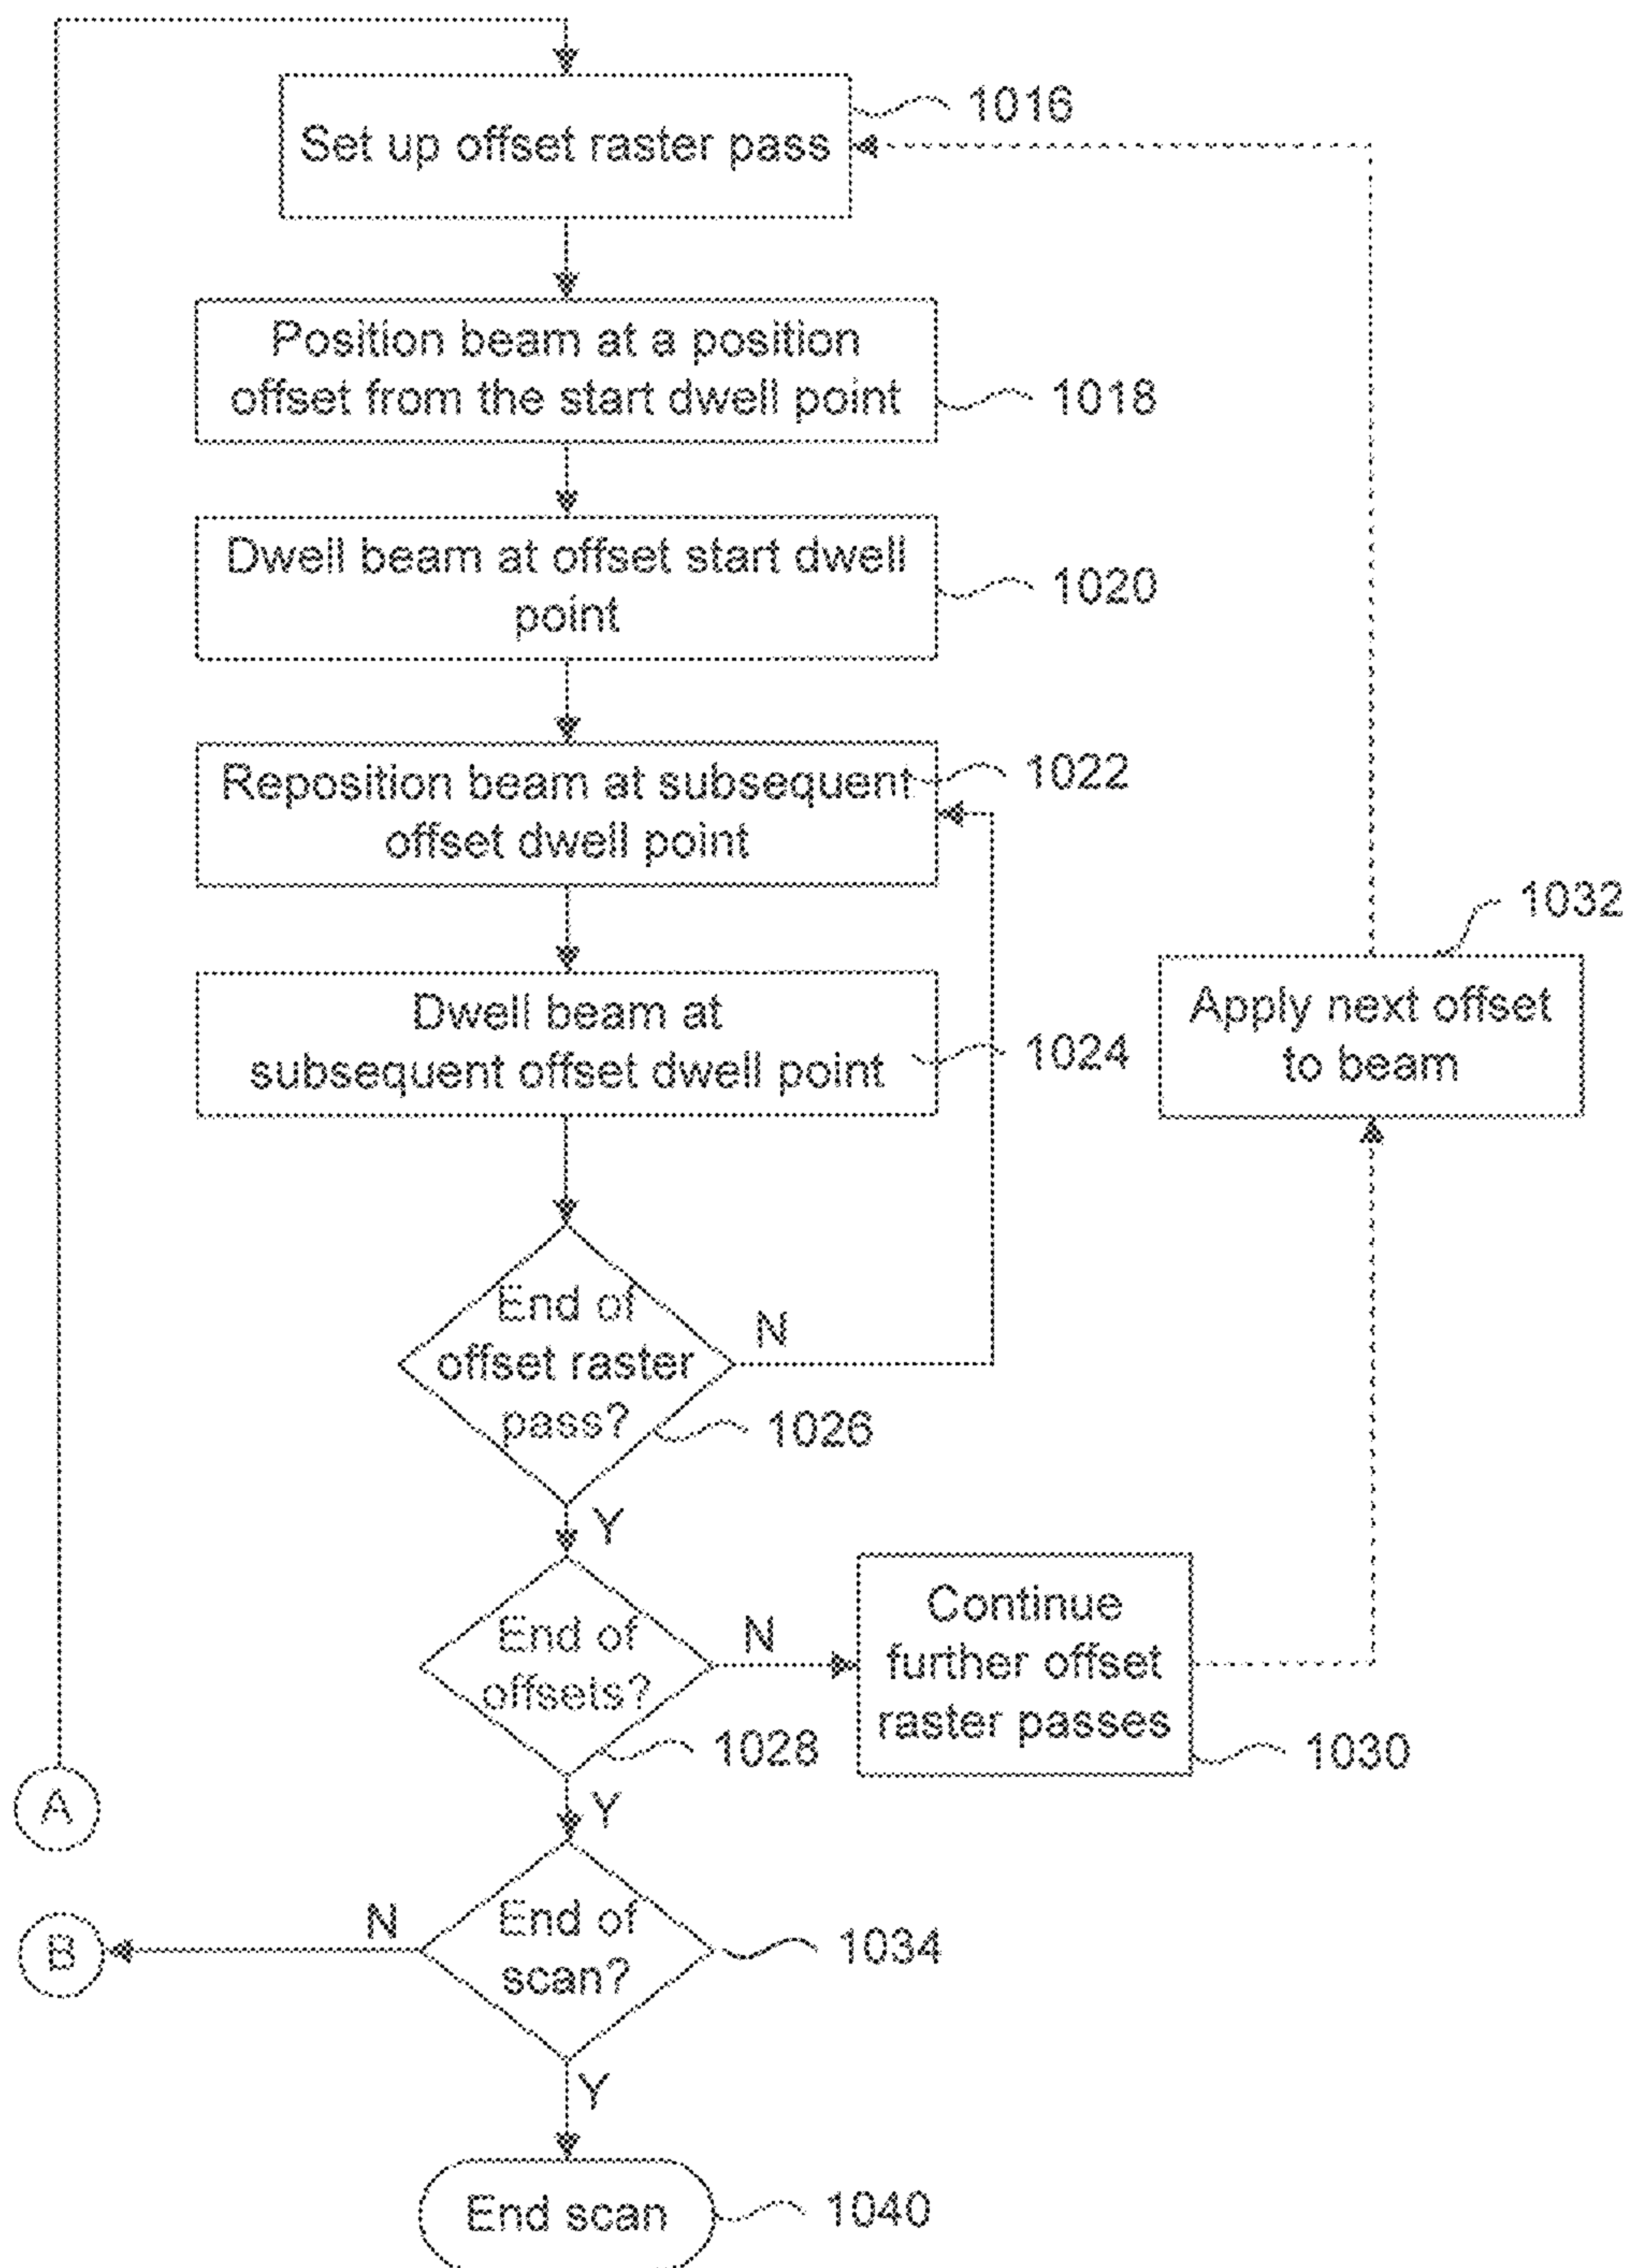 Set up offset raster pass
1016
Position beam at a position
offset from the start dwell point
1018
Dwell beam at offset start dwell
point
1020
Reposition beam at subsequent
offset dwell point
1022
Dwell beam at
subsequent offset dwell point
1024
1032
Apply next offset
to beam
End of
offset raster
pass?
N
1026
Y
End of
offsets?
N
1028
Continue
further offset
raster passes
1030
Y
A
End of
scan?
N
B
1034
Y
End scan
1040